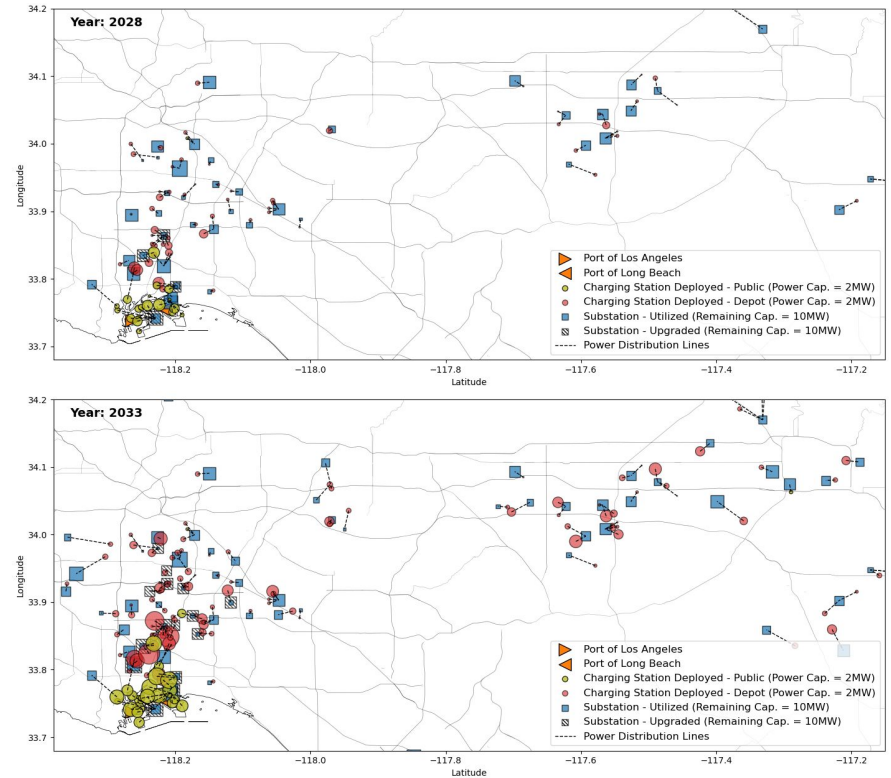 Year: 2028
34.2
34.1
34.0
33.9
33.8
33.7
Longitude
Port of Los Angeles
Port of Long Beach
Charging Station Deployed - Public (Power Cap. = 2MW)
Charging Station Deployed - Depot (Power Cap. = 2MW)
Substation - Utilized (Remaining Cap. = 10MW)
Substation - Upgraded (Remaining Cap. = 10MW)
Power Distribution Lines
−118.2 −118.0 −117.8 −117.6 −117.4 −117.2
Latitude
Year: 2033
34.2
34.1
34.0
33.9
33.8
33.7
Longitude
Port of Los Angeles
Port of Long Beach
Charging Station Deployed - Public (Power Cap. = 2MW)
Charging Station Deployed - Depot (Power Cap. = 2MW)
Substation - Utilized (Remaining Cap. = 10MW)
Substation - Upgraded (Remaining Cap. = 10MW)
Power Distribution Lines
−118.2 −118.0 −117.8 −117.6 −117.4 −117.2
Latitude